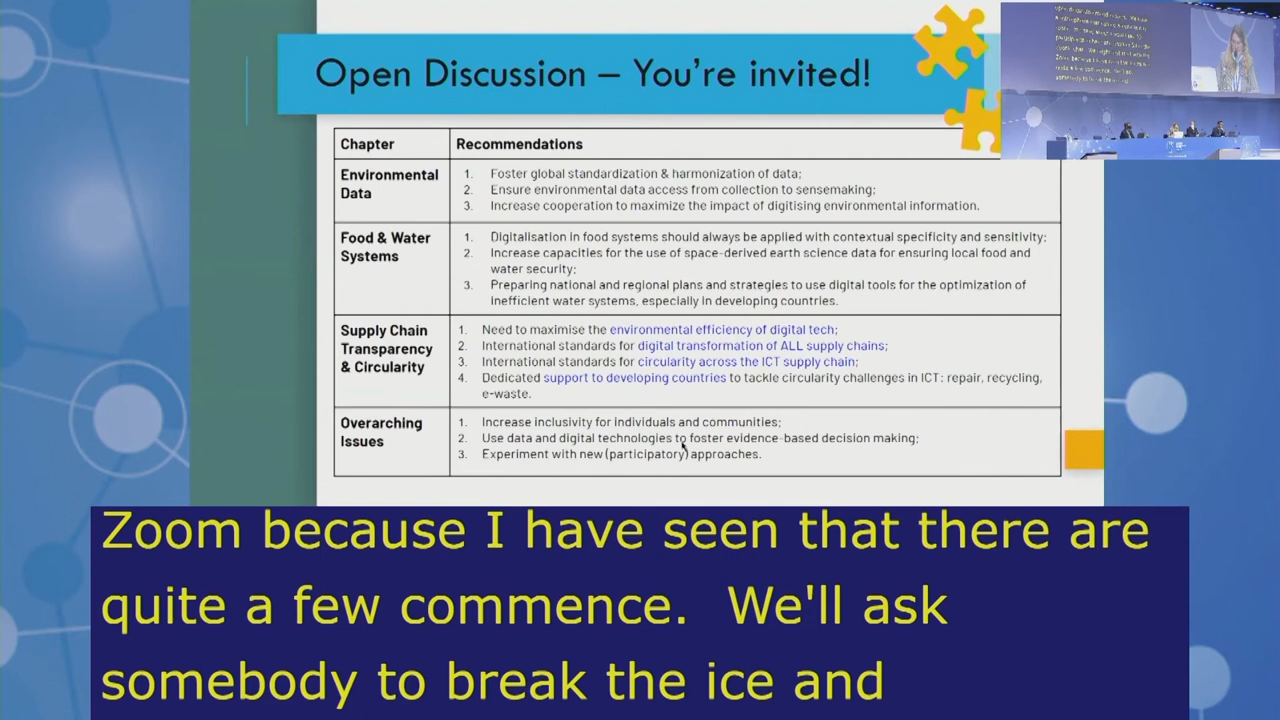 Open Discussion – You're invited!
Chapter
Recommendations
Environmental
Data
1. Foster global standardization & harmonization of data;
2. Ensure environmental data access from collection to sensemaking;
3. Increase cooperation to maximize the impact of digitising environmental information.
Food & Water
Systems
1. Digitalisation in food systems should always be applied with contextual specificity and sensitivity;
2. Increase capacities for the use of space-derived earth science data for ensuring local food and
water security;
3. Preparing national and regional plans and strategies to use digital tools for the optimization of
inefficient water systems, especially in developing countries.
Supply Chain
Transparency
& Circularity
1. Need to maximise the environmental efficiency of digital tech;
2. International standards for digital transformation of ALL supply chains;
3. International standards for circularity across the ICT supply chain;
4. Dedicated support to developing countries to tackle circularity challenges in ICT: repair, recycling,
e-waste.
Overarching
Issues
1. Increase inclusivity for individuals and communities;
2. Use data and digital technologies to foster evidence-based decision making;
3. Experiment with new (participatory) approaches.
Zoom because I have seen that there are
quite a few commence. We'll ask
somebody to break the ice and